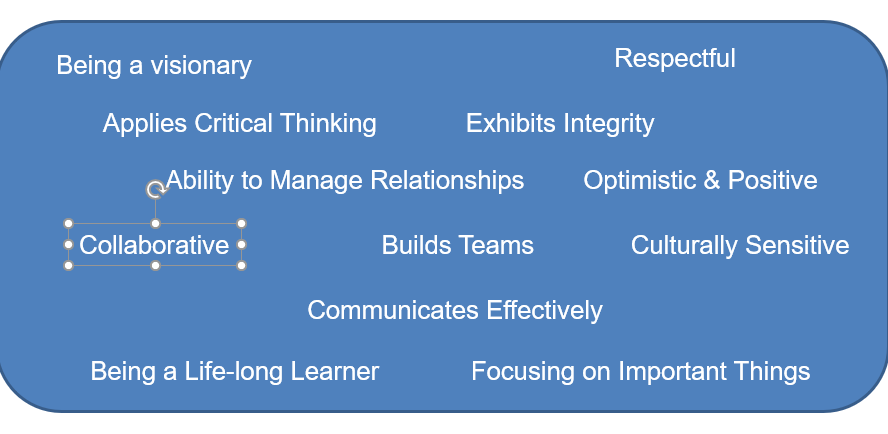 Being a visionary
Respectful
Applies Critical Thinking
Exhibits Integrity
Ability to Manage Relationships
Optimistic & Positive
Collaborative
Builds Teams
Culturally Sensitive
Communicates Effectively
Being a Life-long Learner
Focusing on Important Things